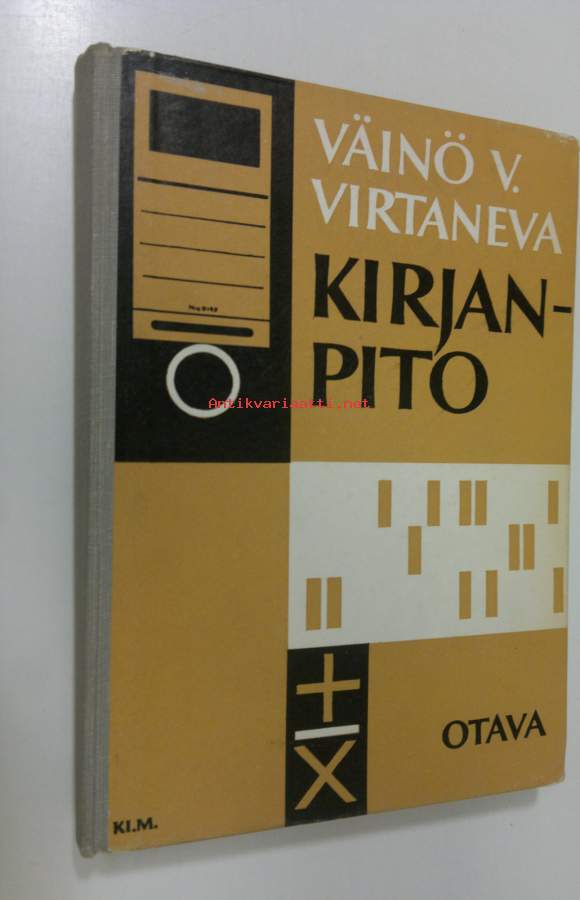 VÄINÖ V.
VIRTANEVA
KIRJAN-
PITO
Antikvariaatti.net
+
X
OTAVA
KI.M.